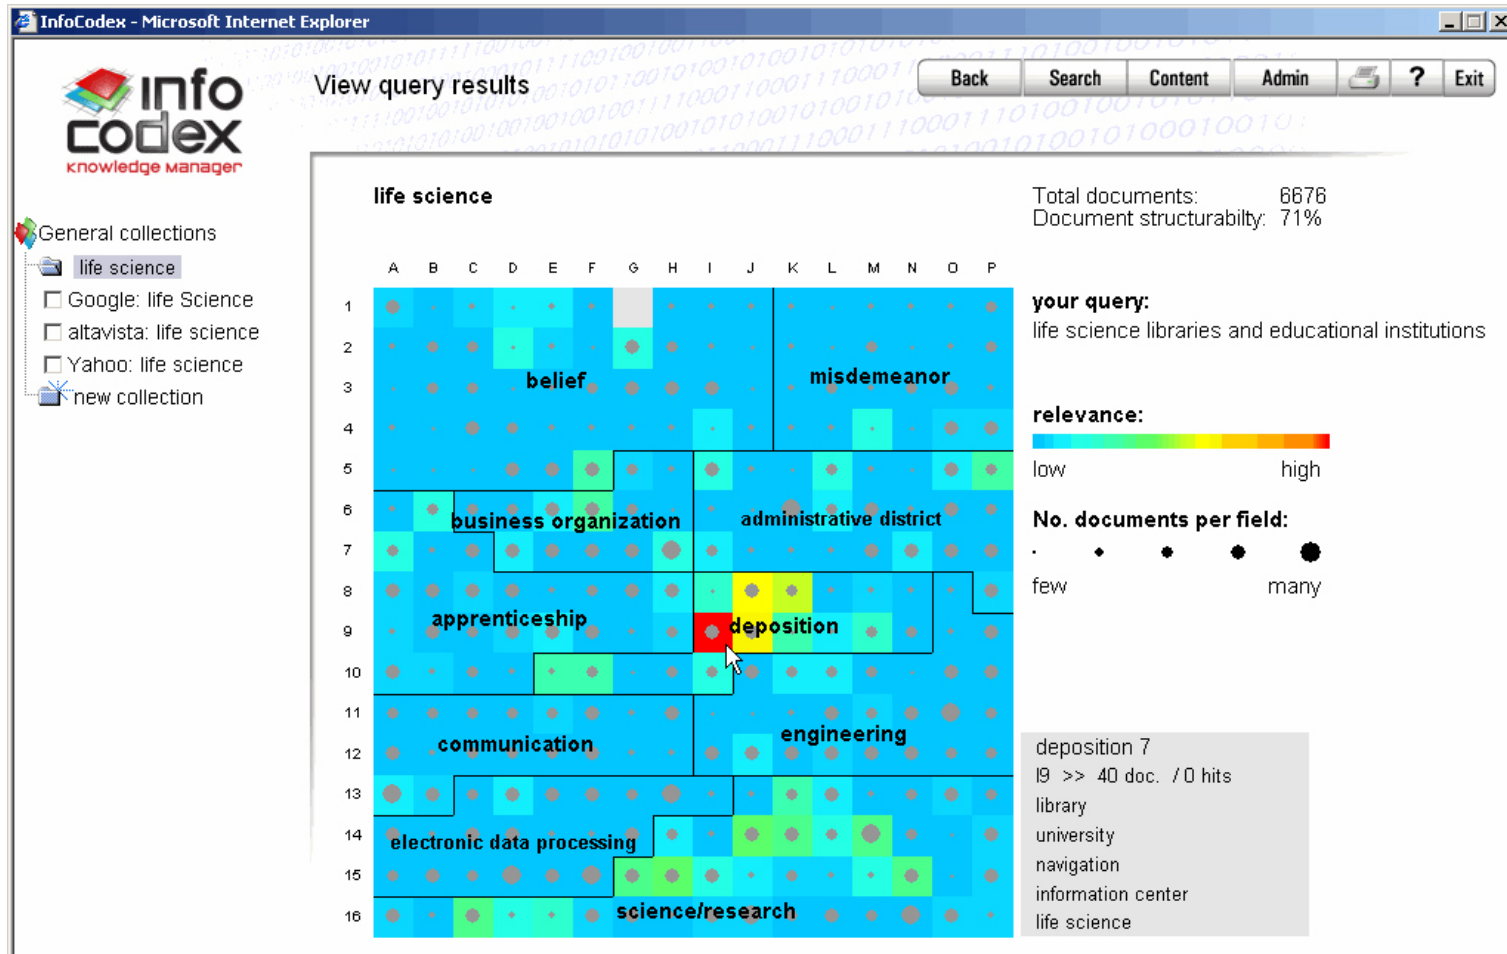 InfoCodex - Microsoft Internet Explorer
info
codex
Knowledge Manager
View query results
Back Search Content Admin ? Exit
General collections
life science
Google: life Science
altavista: life science
Yahoo: life science
new collection
life science
Total documents: 6676
Document structurabilty: 71%
A B C D E F G H I J K L M N O P
1
2
3
4
5
6
7
8
9
10
11
12
13
14
15
16
belief
misdemeanor
business organization
administrative district
apprenticeship
deposition
communication
engineering
electronic data processing
science/research
your query:
life science libraries and educational institutions
relevance:
low high
No. documents per field:
few many
deposition 7
I9 >> 40 doc. / 0 hits
library
university
navigation
information center
life science